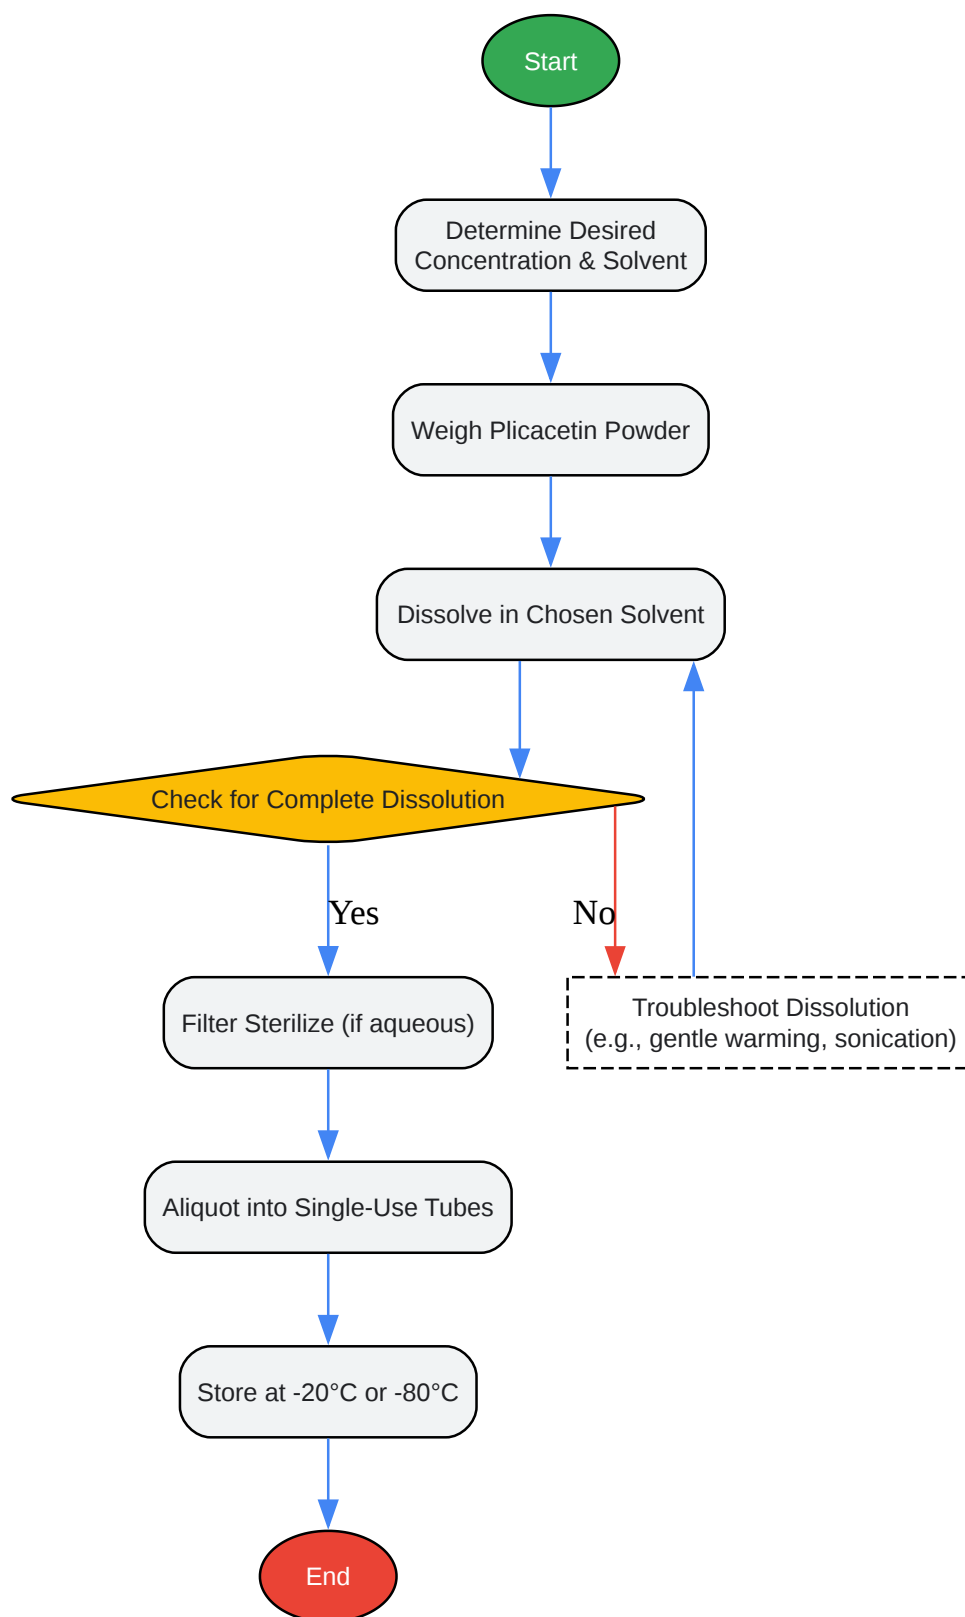 Start
Determine Desired
Concentration & Solvent
Weigh Plicacetin Powder
Dissolve in Chosen Solvent
Check for Complete Dissolution
Yes
No
Filter Sterilize (if aqueous)
Troubleshoot Dissolution
(e.g., gentle warming, sonication)
Aliquot into Single-Use Tubes
Store at -20°C or -80°C
End